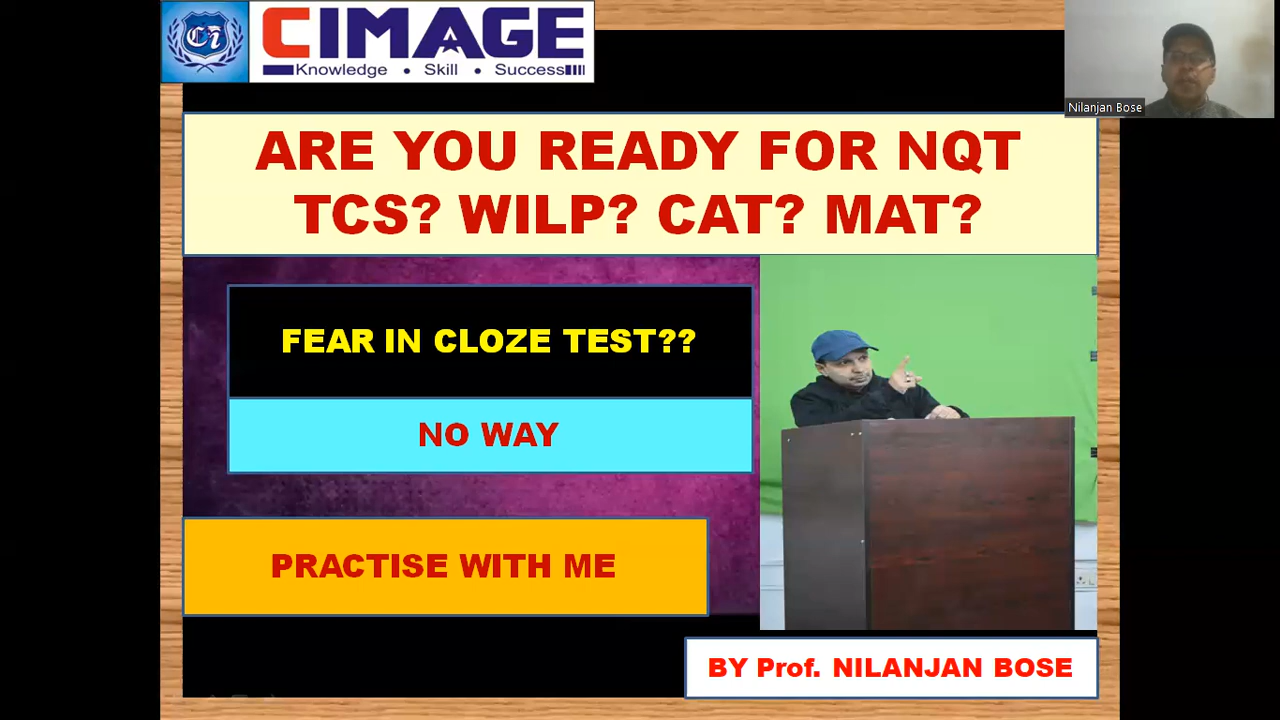 CIMAGE
Knowledge • Skill • Success
Nilanjan Bose
ARE YOU READY FOR NQT
TCS? WILP? CAT? MAT?
FEAR IN CLOZE TEST??
NO WAY
PRACTISE WITH ME
BY Prof. NILANJAN BOSE